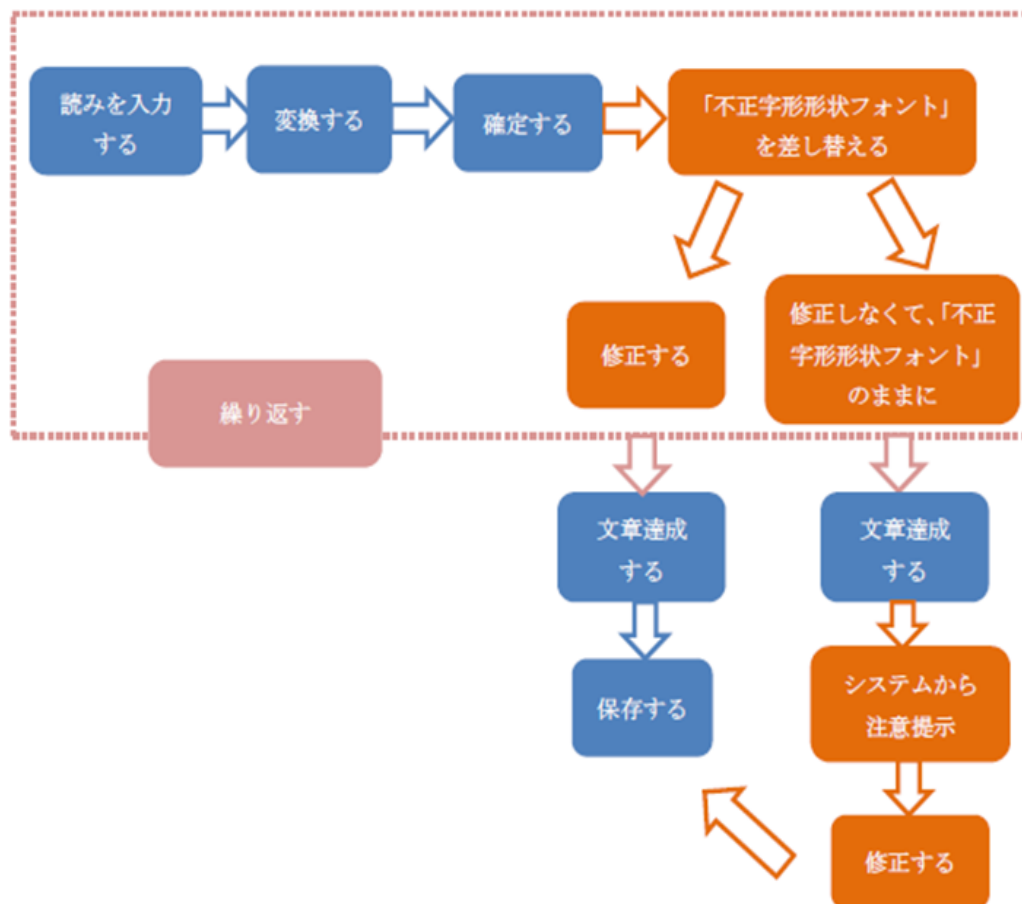 読みを入力
する
変換する
確定する
「不正字形形状フォント」
を差し替える
修正する
修正しなくて、「不正
字形形状フォント」
のままに
繰り返す
文章達成
する
文章達成
する
保存する
システムから
注意提示
修正する